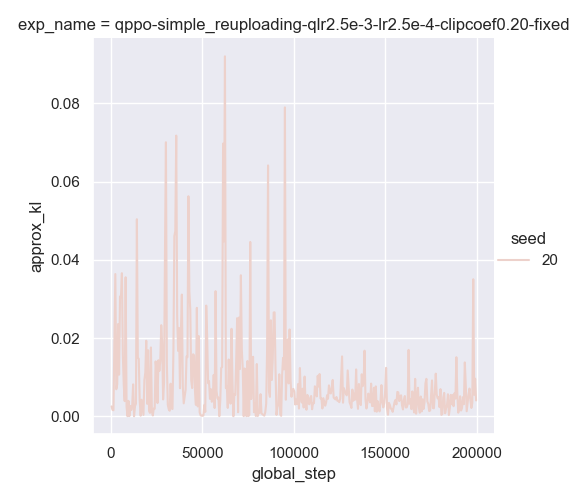 exp_name = qppo-simple_reuploading-qlr2.5e-3-lr2.5e-4-clipcoef0.20-fixed
0.08
0.06
0.04
0.02
0.00
approx_kl
seed
20
0
50000
100000
150000
200000
global_step